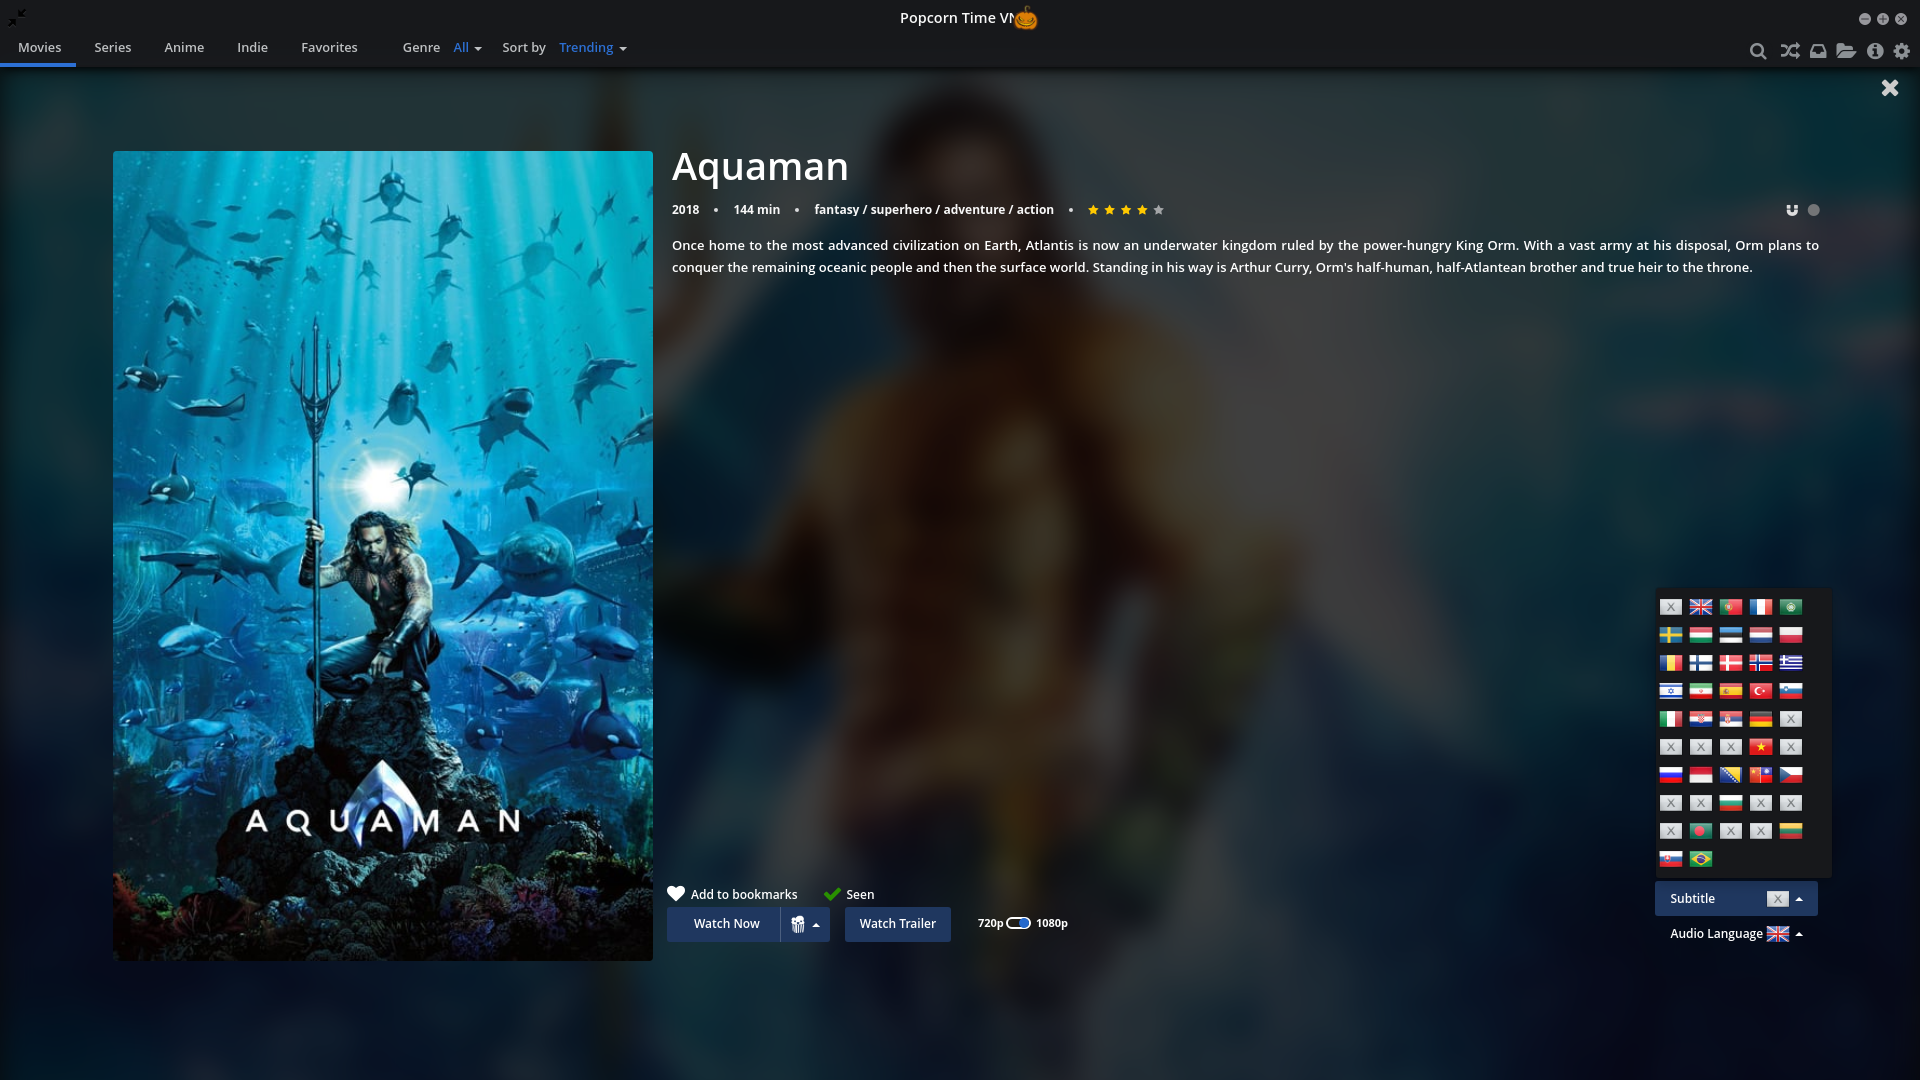 Popcorn Time VN
Movies Series Anime Indie Favorites Genre All Sort by Trending
Aquaman
2018 • 144 min • fantasy / superhero / adventure / action •
Once home to the most advanced civilization on Earth, Atlantis is now an underwater kingdom ruled by the power-hungry King Orm. With a vast army at his disposal, Orm plans to
conquer the remaining oceanic people and then the surface world. Standing in his way is Arthur Curry, Orm's half-human, half-Atlantean brother and true heir to the throne.
AQUAMAN
Add to bookmarks Seen
Subtitle
Watch Now Watch Trailer 720p 1080p
Audio Language